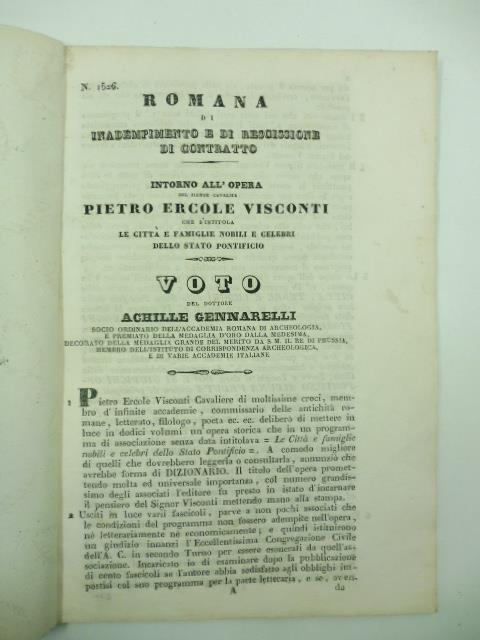 N. 1526.
ROMANA
DI
INADEMPIMENTO E DI RESCISSIONE
DI CONTRATTO
INTORNO ALL' OPERA
DEL SIGNOR CAVALIER
PIETRO ERCOLE VISCONTI
CHE S'INTITOLA
LE CITTÀ E FAMIGLIE NOBILI E CELEBRI
DELLO STATO PONTIFICIO
VOTO
DEL DOTTORE
ACHILLE GENNARELLI
SOCIO ORDINARIO DELL'ACCADEMIA ROMANA DI ARCHEOLOGIA,
E PREMIATO DELLA MEDAGLIA D'ORO DALLA MEDESIMA,
DECORATO DELLA MEDAGLIA GRANDE DEL MERITO DA S. M. IL RE DI PRUSSIA,
MEMBRO DELL'ISTITUTO DI CORRISPONDENZA ARCHEOLOGICA,
E DI VARIE ACCADEMIE ITALIANE
1 Pietro Ercole Visconti Cavaliere di moltissime croci, mem-
bro d'infinite accademie, commissario delle antichità ro-
mane, letterato, filologo, poeta ec. ec. deliberò di mettere in
luce in dodici volumi un'opera storica che in un program-
ma di associazione senza data intitolava = Le Città e famiglie
nobili e celebri dello Stato Pontificio =. A comodo migliore
di quelli che dovrebbero leggerla o consultarla, annunziò che
avrebbe forma di DIZIONARIO. Il titolo dell'opera promet-
tendo molta ed universale importanza, col numero grandis-
simo degli associati l'editore fu presto in istato d'incarnare
il pensiero del Signor Visconti mettendo mano alla stampa.
2 Usciti in luce varj fascicoli, parve a non pochi associati che
le condizioni del programma non fossero adempite nell'opera,
nè letterariamente nè economicamente; e quindi istituirono
un giudizio innanzi l'Eccellentissima Congregazione Civile
dell'A. C. in secondo Turno per essere esonerati da quell'as-
sociazione. Incaricato io di esaminare dopo la pubblicazione
di cento fascicoli se l'autore abbia sodisfatto agli obblighi im-
postisi col suo programma per la parte letteraria, e se, aven-
A
do